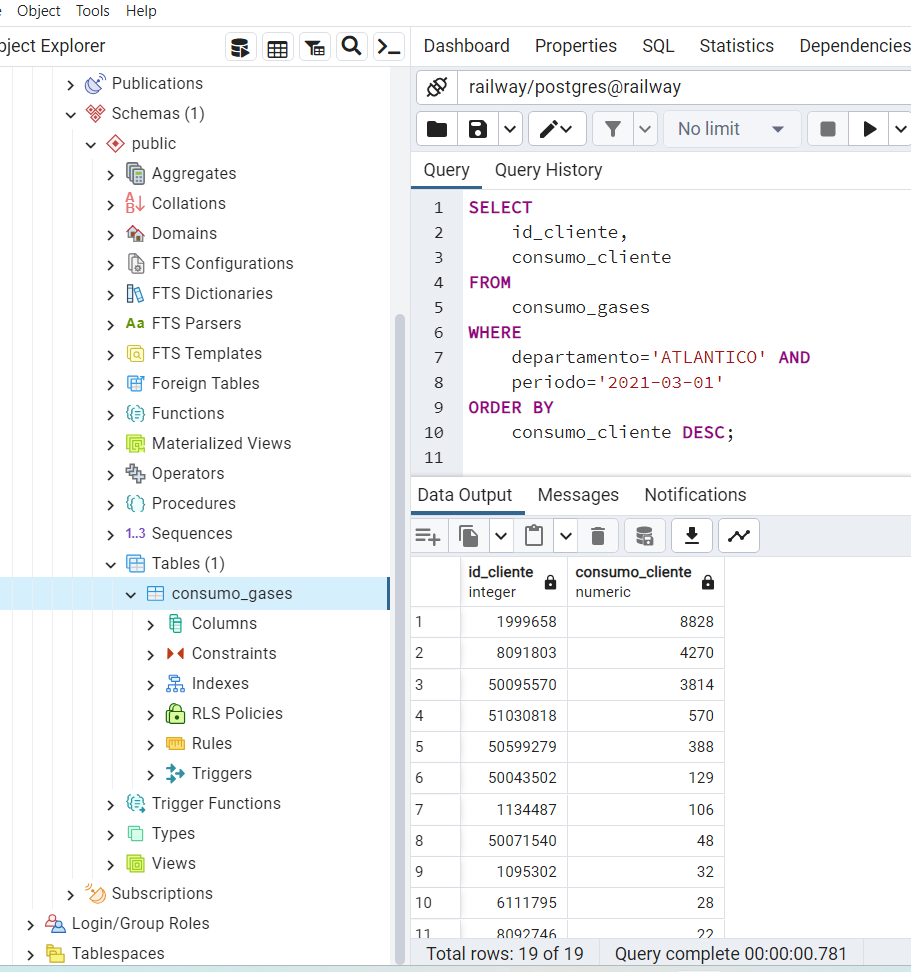 Object Tools Help
ject Explorer
Publications
Schemas (1)
public
Aggregates
Collations
Domains
FTS Configurations
FTS Dictionaries
Aa FTS Parsers
FTS Templates
Foreign Tables
Functions
Materialized Views
Operators
Procedures
1..3 Sequences
Tables (1)
consumo_gases
Columns
Constraints
Indexes
RLS Policies
Rules
Triggers
Trigger Functions
Types
Views
Subscriptions
Login/Group Roles
Tablespaces
Dashboard Properties SQL Statistics Dependencies
railway/postgres@railway
No limit
Query Query History
1 SELECT
2 id_cliente,
3 consumo_cliente
4 FROM
5 consumo_gases
6 WHERE
7 departamento='ATLANTICO' AND
8 periodo='2021-03-01'
9 ORDER BY
10 consumo_cliente DESC;
11
Data Output Messages Notifications
id_cliente consumo_cliente
integer numeric
1 1999658 8828
2 8091803 4270
3 50095570 3814
4 51030818 570
5 50599279 388
6 50043502 129
7 1134487 106
8 50071540 48
9 1095302 32
10 6111795 28
11 8092746 22
Total rows: 19 of 19 Query complete 00:00:00.781